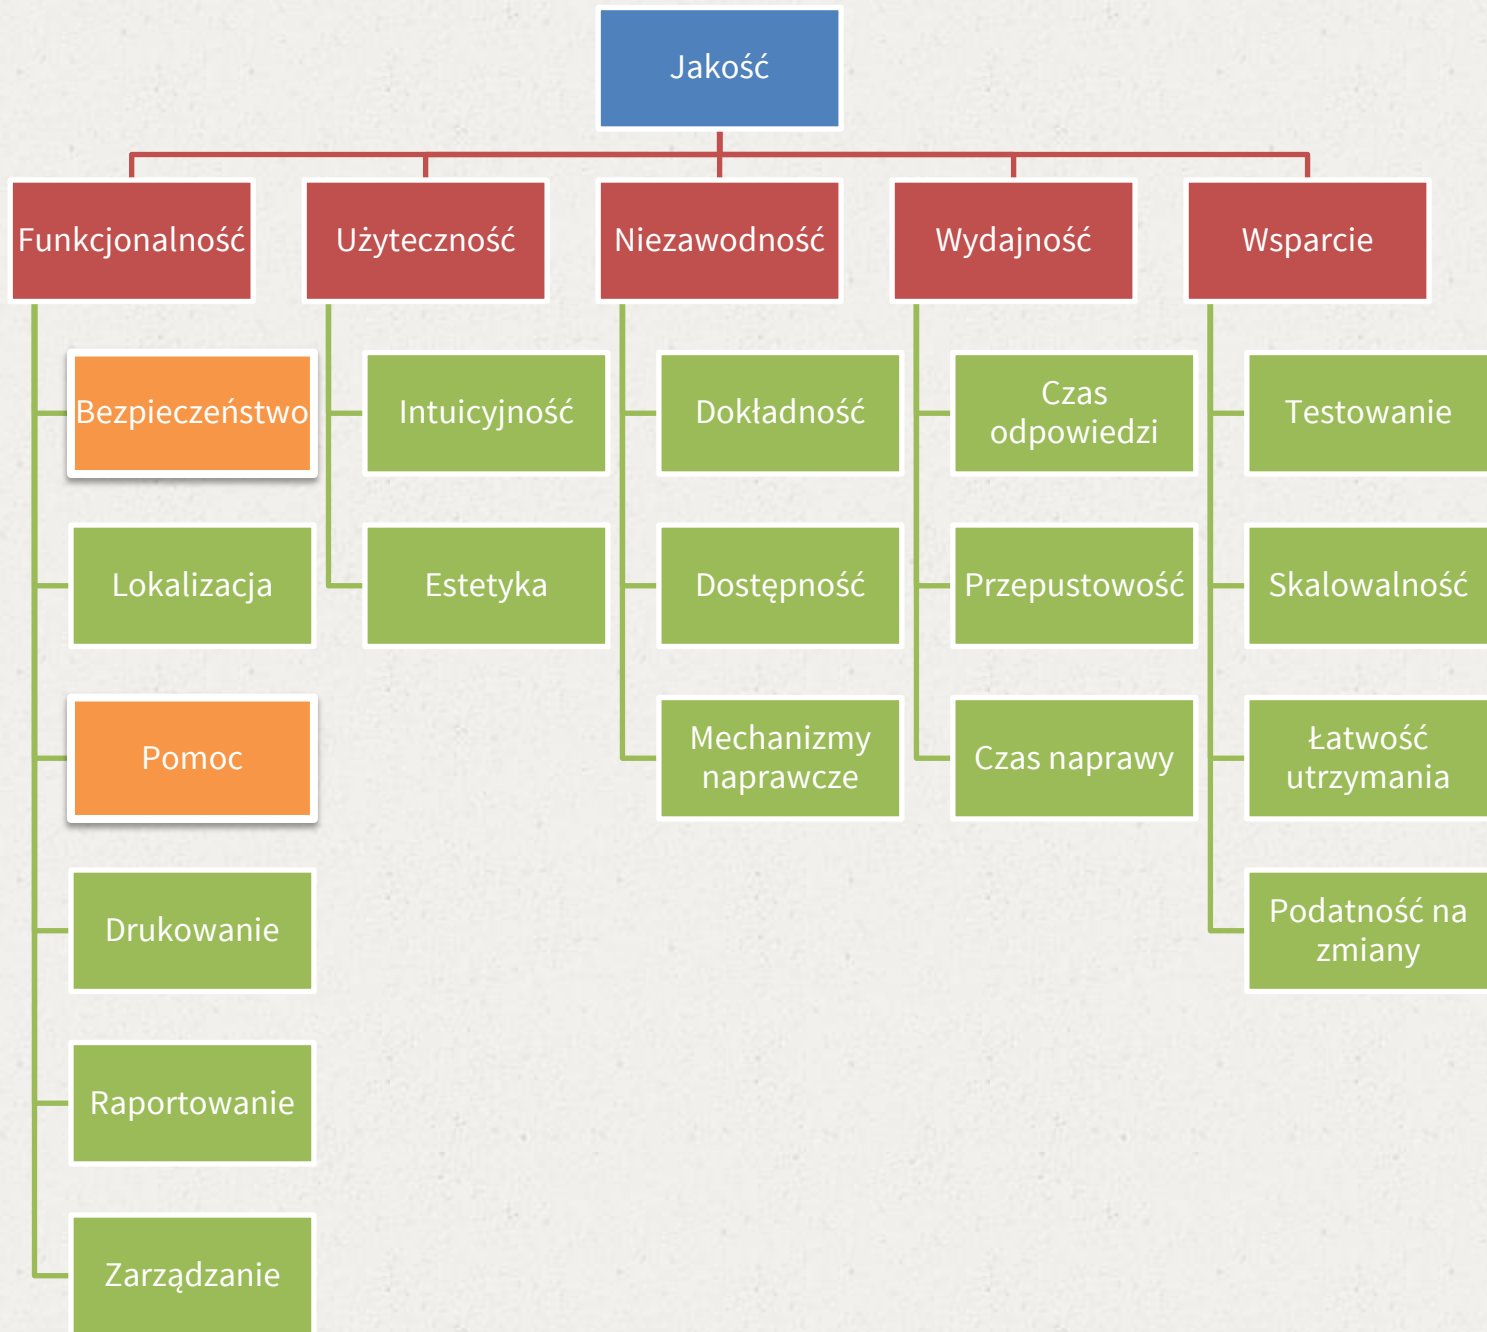 Jakość
Funkcjonalność
Użyteczność
Niezawodność
Wydajność
Wsparcie
Bezpieczeństwo
Lokalizacja
Pomoc
Drukowanie
Raportowanie
Zarządzanie
Intuicyjność
Estetyka
Dokładność
Dostępność
Mechanizmy
naprawcze
Czas
odpowiedzi
Przepustowość
Czas naprawy
Testowanie
Skalowalność
Łatwość
utrzymania
Podatność na
zmiany